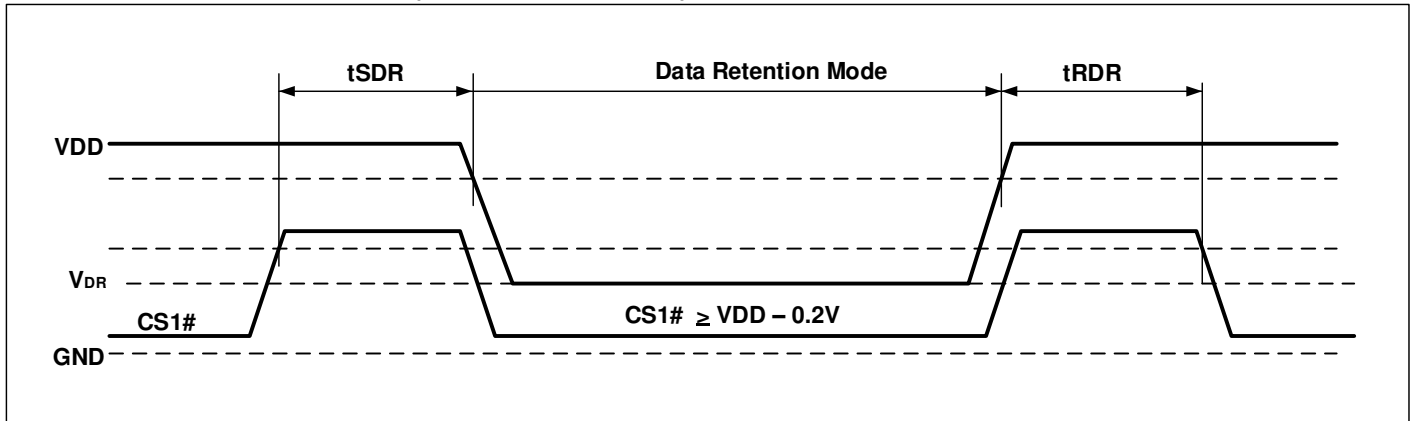 tSDR Data Retention Mode tRDR
VDD
VDR
CS1# ≥ VDD – 0.2V
CS1#
GND